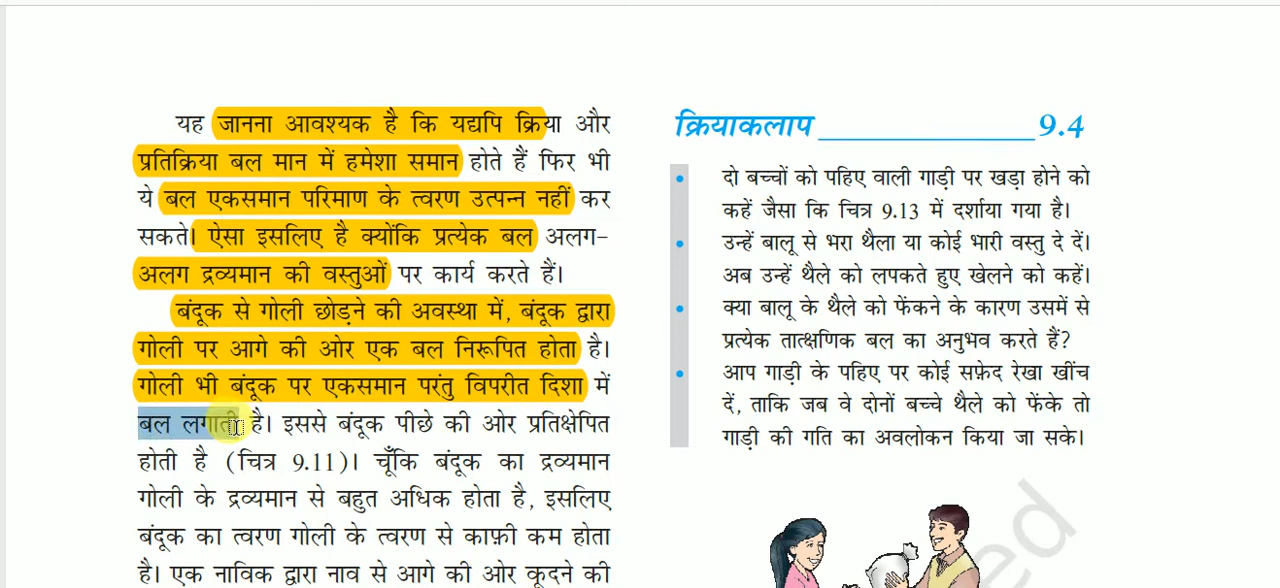 यह जानना आवश्यक है कि यद्यपि क्रिया और
प्रतिक्रिया बल मान में हमेशा समान होते हैं फिर भी
ये बल एकसमान परिमाण के त्वरण उत्पन्न नहीं कर
सकते। ऐसा इसलिए है क्योंकि प्रत्येक बल अलग-
अलग द्रव्यमान की वस्तुओं पर कार्य करते हैं।
बंदूक से गोली छोड़ने की अवस्था में, बंदूक द्वारा
गोली पर आगे की ओर एक बल निरूपित होता है।
गोली भी बंदूक पर एकसमान परंतु विपरीत दिशा में
बल लगाती है। इससे बंदूक पीछे की ओर प्रतिक्षेपित
होती है (चित्र 9.11)। चूँकि बंदूक का द्रव्यमान
गोली के द्रव्यमान से बहुत अधिक होता है, इसलिए
बंदूक का त्वरण गोली के त्वरण से काफ़ी कम होता
है। एक नाविक द्वारा नाव से आगे की ओर कूदने की
क्रियाकलाप ______________ 9.4
• दो बच्चों को पहिए वाली गाड़ी पर खड़ा होने को
कहें जैसा कि चित्र 9.13 में दर्शाया गया है।
• उन्हें बालू से भरा थैला या कोई भारी वस्तु दे दें।
अब उन्हें थैले को लपकते हुए खेलने को कहें।
• क्या बालू के थैले को फेंकने के कारण उसमें से
प्रत्येक तात्क्षणिक बल का अनुभव करते हैं?
• आप गाड़ी के पहिए पर कोई सफ़ेद रेखा खींच
दें, ताकि जब वे दोनों बच्चे थैले को फेंके तो
गाड़ी की गति का अवलोकन किया जा सके।
ed